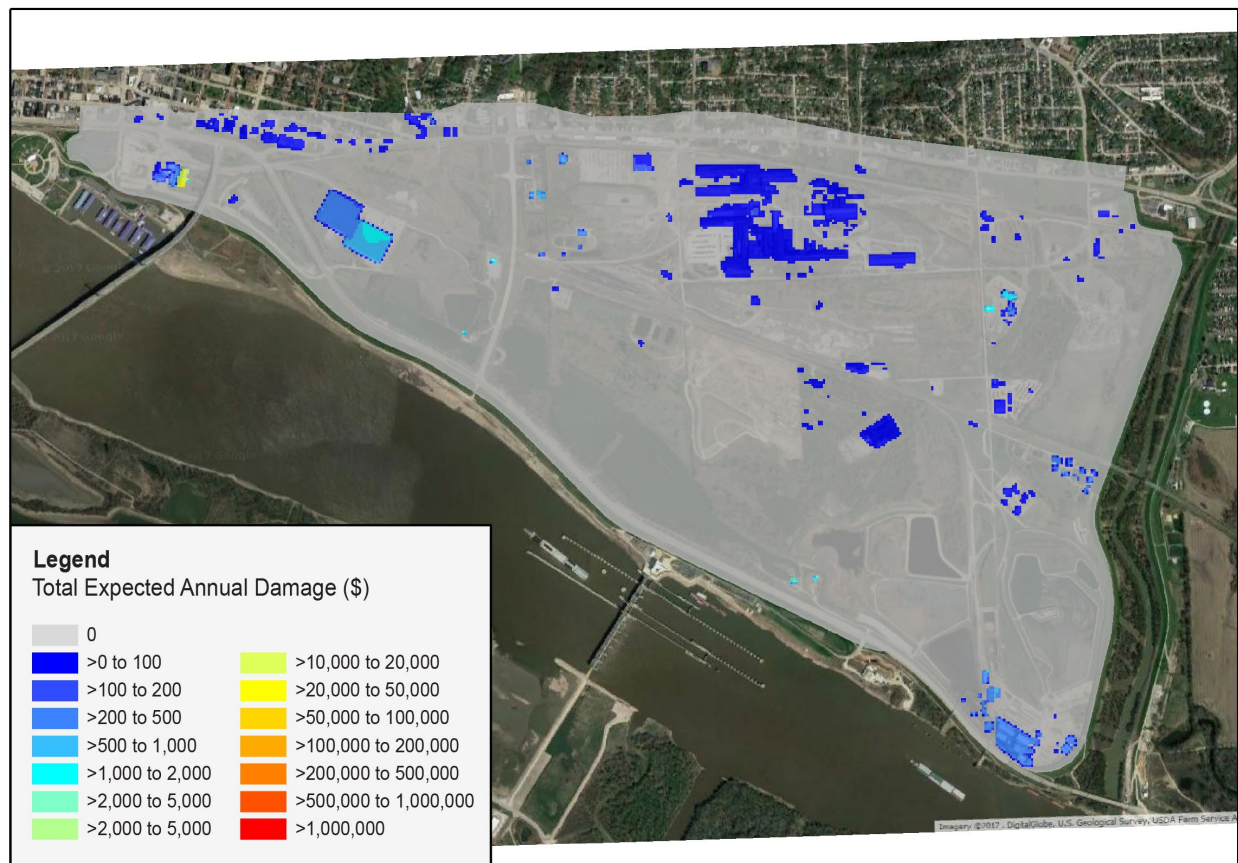 Legend
Total Expected Annual Damage ($)
0
>0 to 100
>100 to 200
>200 to 500
>500 to 1,000
>1,000 to 2,000
>2,000 to 5,000
>2,000 to 5,000
>10,000 to 20,000
>20,000 to 50,000
>50,000 to 100,000
>100,000 to 200,000
>200,000 to 500,000
>500,000 to 1,000,000
>1,000,000
Imagery ©2017 , DigitalGlobe, U.S. Geological Survey, USDA Farm Service A